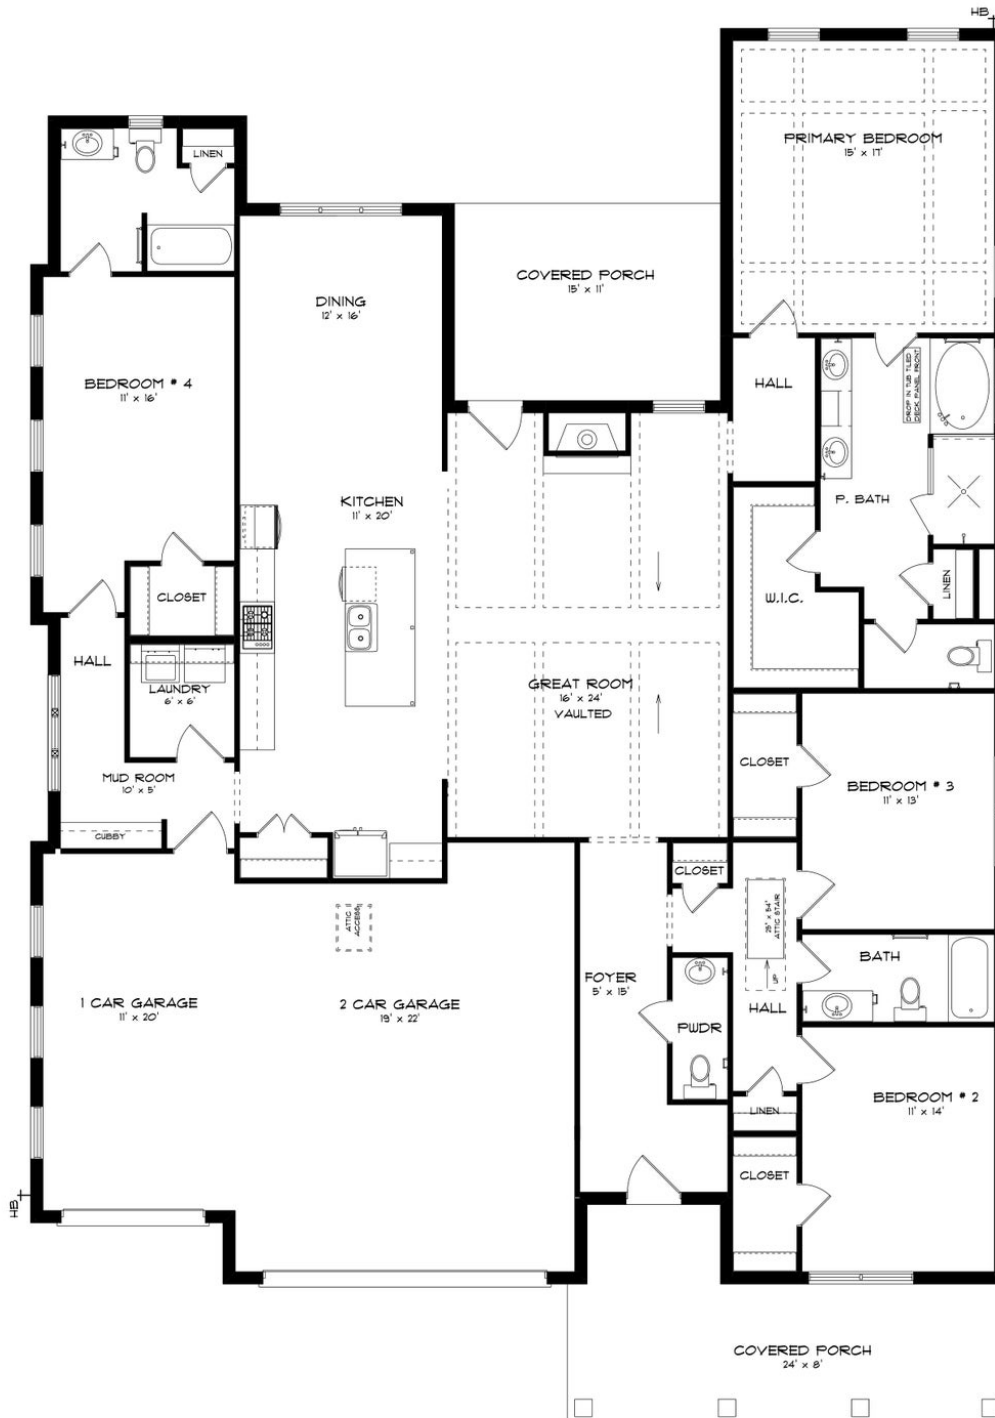 HB
PRIMARY BEDROOM
15' x 17'
LINEN
COVERED PORCH
15' x 11'
DINING
12' x 16'
BEDROOM # 4
11' x 16'
HALL
DROP IN TUB TILED
DECK PANEL FRONT
KITCHEN
11' x 20'
P. BATH
CLOSET
W.I.C.
LINEN
HALL
LAUNDRY
6' x 6'
GREAT ROOM
16' x 24'
VAULTED
MUD ROOM
10' x 5'
CLOSET
BEDROOM # 3
11' x 13'
CUBBY
CLOSET
ATTIC
ACCESS
25" x 54"
ATTIC STAIR
UP
BATH
FOYER
5' x 15'
1 CAR GARAGE
11' x 20'
2 CAR GARAGE
19' x 22'
HALL
PWDR
BEDROOM # 2
11' x 14'
LINEN
CLOSET
HB
COVERED PORCH
24' x 8'